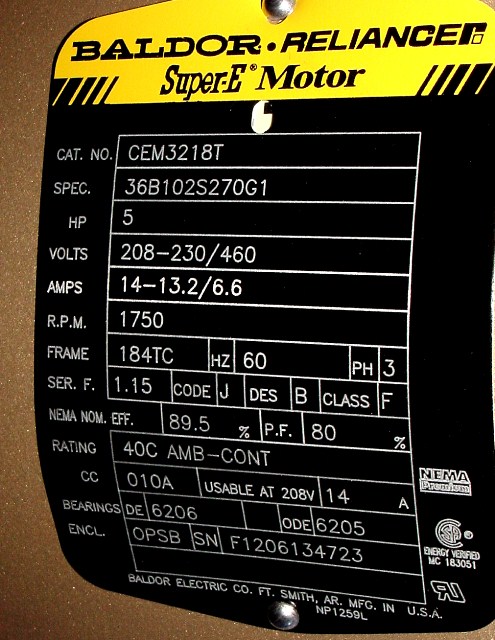 BALDOR•RELIANCER
Super-E® Motor
CAT. NO. CEM3218T
SPEC. 36B102S270G1
HP 5
VOLTS 208-230/460
AMPS 14-13.2/6.6
R.P.M. 1750
FRAME 184TC HZ 60 PH 3
SER. F. 1.15 CODE J DES B CLASS F
NEMA NOM. EFF. 89.5 % P.F. 80 %
RATING 40C AMB-CONT
CC 010A USABLE AT 208V 14 A
NEMA
Premium
BEARINGS DE 6206 ODE 6205
ENCL. OPSB SN F1206134723
ENERGY VERIFIED
MC 183051
BALDOR ELECTRIC CO. FT. SMITH, AR. MFG. IN U.S.A.
NP1259L